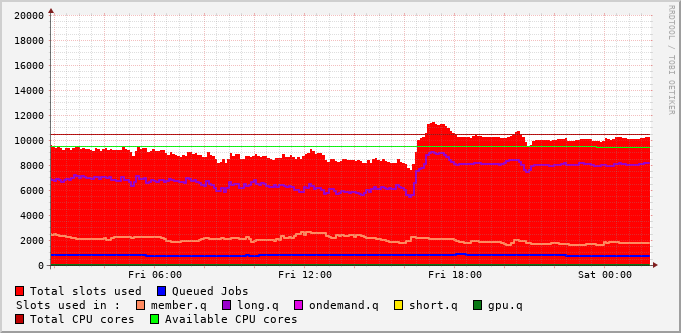 20000
18000
16000
14000
12000
10000
8000
6000
4000
2000
0
Fri 06:00 Fri 12:00 Fri 18:00 Sat 00:00
Total slots used Queued Jobs
Slots used in : member.q long.q ondemand.q short.q gpu.q
Total CPU cores Available CPU cores
RRDTOOL / TOBI OETIKER